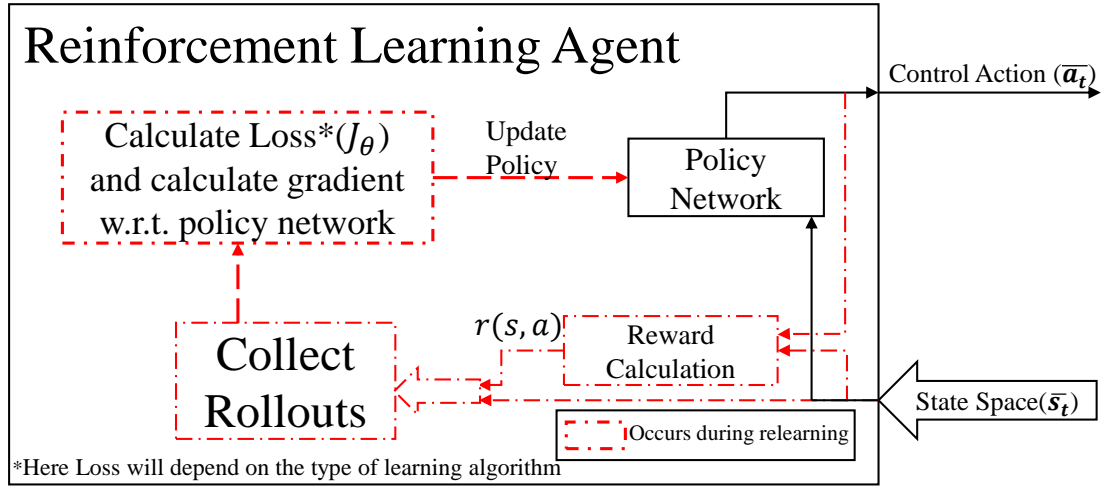 Reinforcement Learning Agent
Control Action (a̅ₜ)
Calculate Loss*(J_θ)
and calculate gradient
w.r.t. policy network
Update
Policy
Policy
Network
r(s, a)
Reward
Calculation
Collect
Rollouts
State Space(s̅ₜ)
Occurs during relearning
*Here Loss will depend on the type of learning algorithm